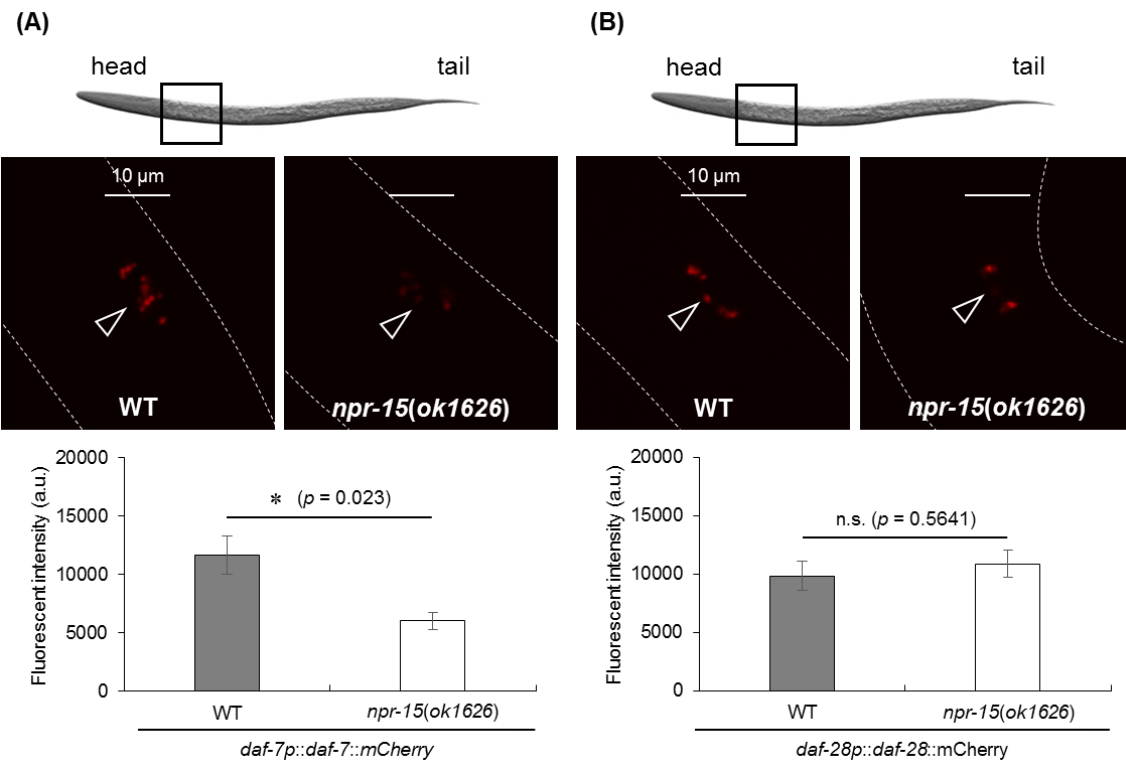 (A)
head tail
10 µm
WT
npr-15(ok1626)
Fluorescent intensity (a.u.)
20000
15000
10000
5000
0
* (p = 0.023)
WT
npr-15(ok1626)
daf-7p::daf-7::mCherry
(B)
head tail
10 µm
WT
npr-15(ok1626)
Fluorescent intensity (a.u.)
20000
15000
10000
5000
0
n.s. (p = 0.5641)
WT
npr-15(ok1626)
daf-28p::daf-28::mCherry